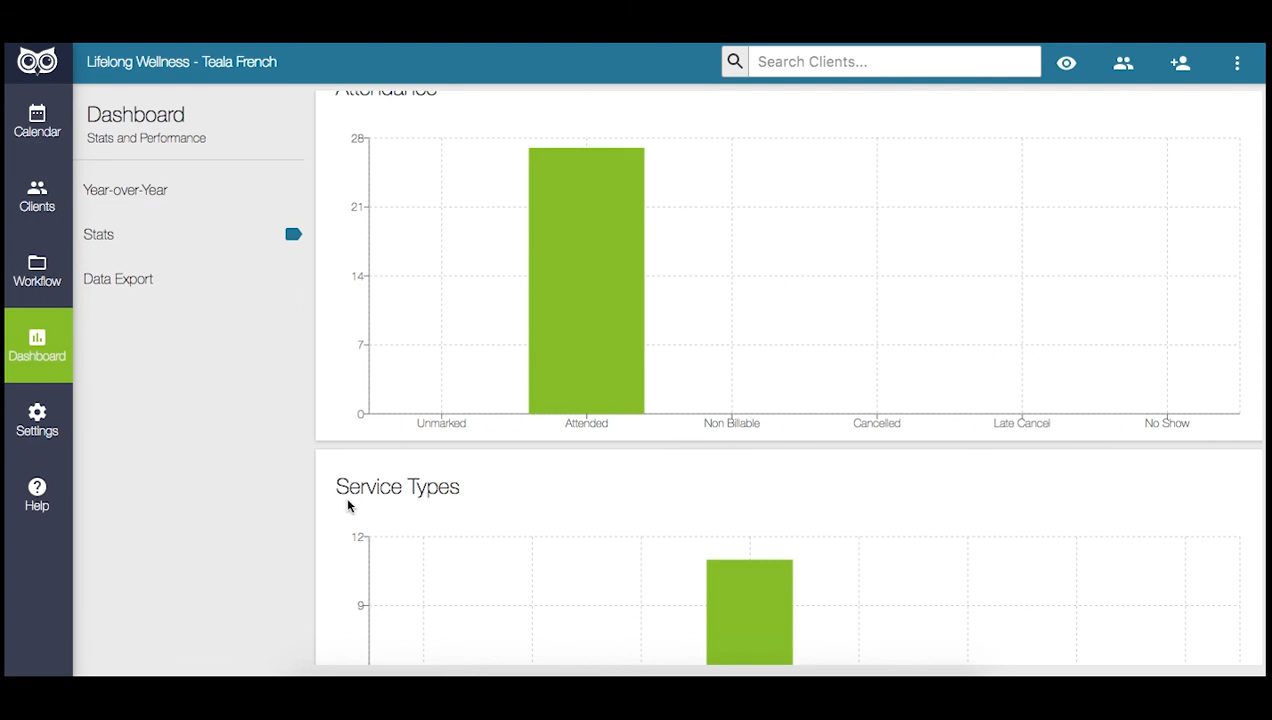 Lifelong Wellness - Teala French
Search Clients...
Calendar
Clients
Workflow
Dashboard
Settings
Help
Dashboard
Stats and Performance
Year-over-Year
Stats
Data Export
Attendance
28
21
14
7
0
Unmarked Attended Non Billable Cancelled Late Cancel No Show
Service Types
12
9